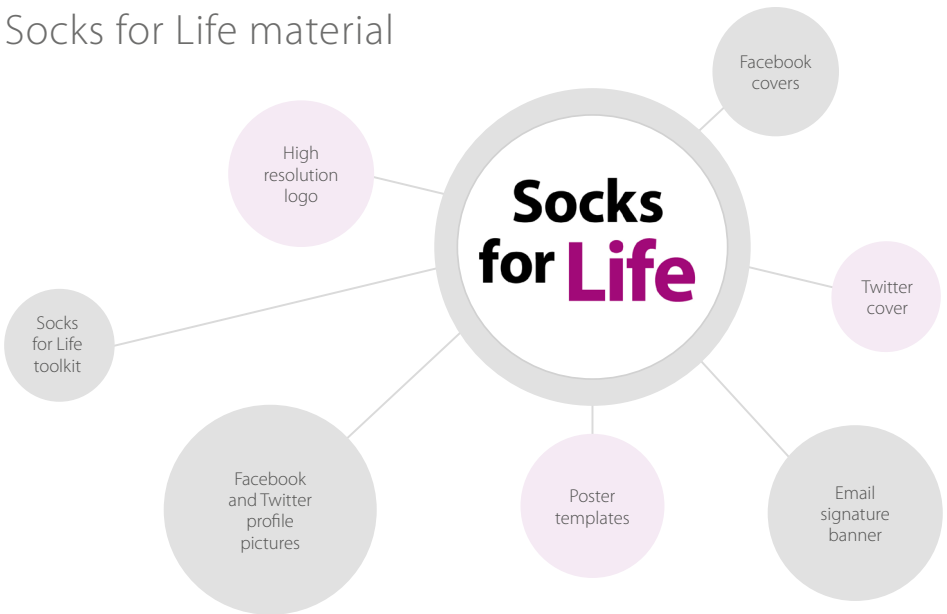 Socks for Life material
Facebook
covers
High
resolution
logo
Socks
for Life
Twitter
cover
Socks
for Life
toolkit
Facebook
and Twitter
profile
pictures
Poster
templates
Email
signature
banner